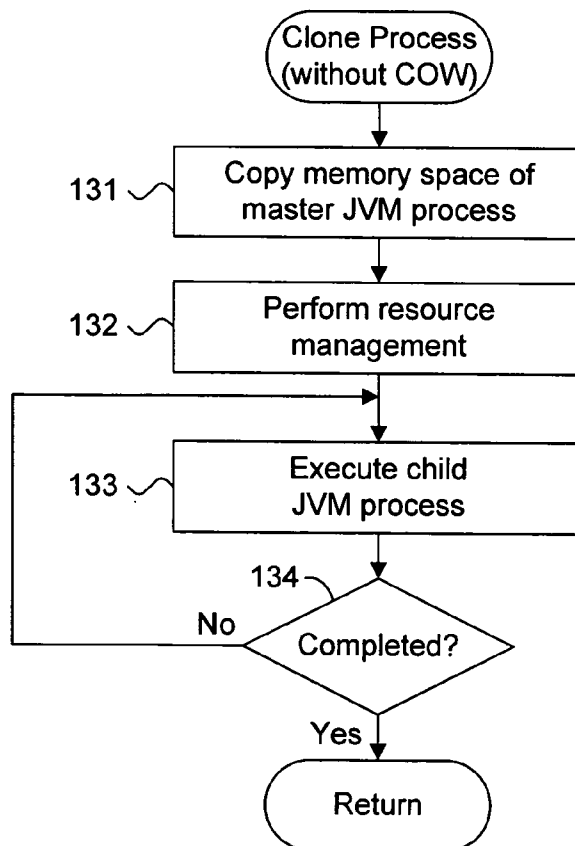 Clone Process
(without COW)
131
Copy memory space of
master JVM process
132
Perform resource
management
133
Execute child
JVM process
134
No
Completed?
Yes
Return